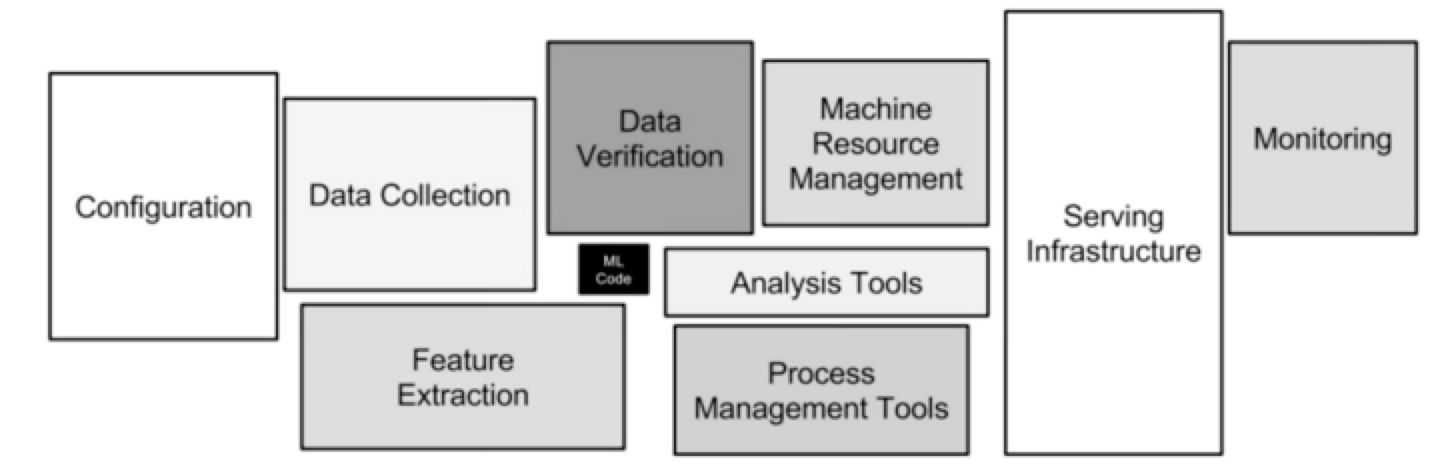 Configuration
Data Collection
Data
Verification
Machine
Resource
Management
Monitoring
Serving
Infrastructure
ML
Code
Analysis Tools
Feature
Extraction
Process
Management Tools